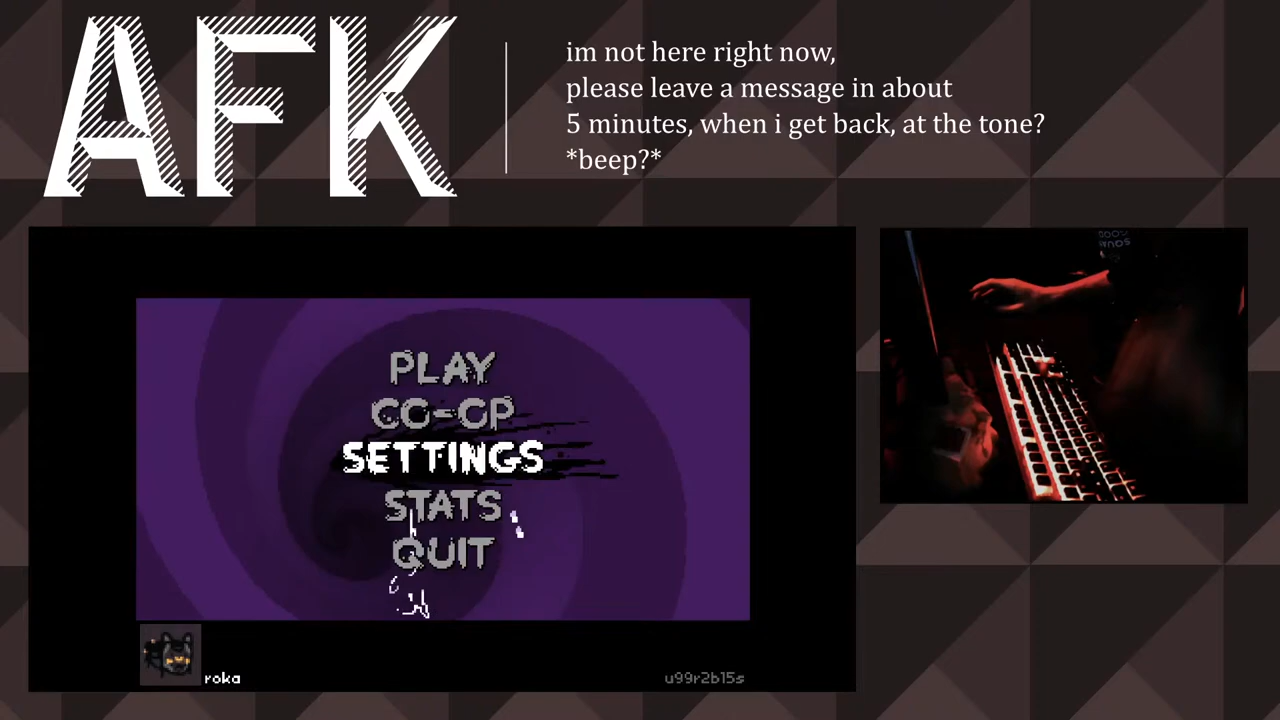 AFK
im not here right now,
please leave a message in about
5 minutes, when i get back, at the tone?
*beep?*
PLAY
CO-OP
SETTINGS
STATS
QUIT
roka
u99r2b15s